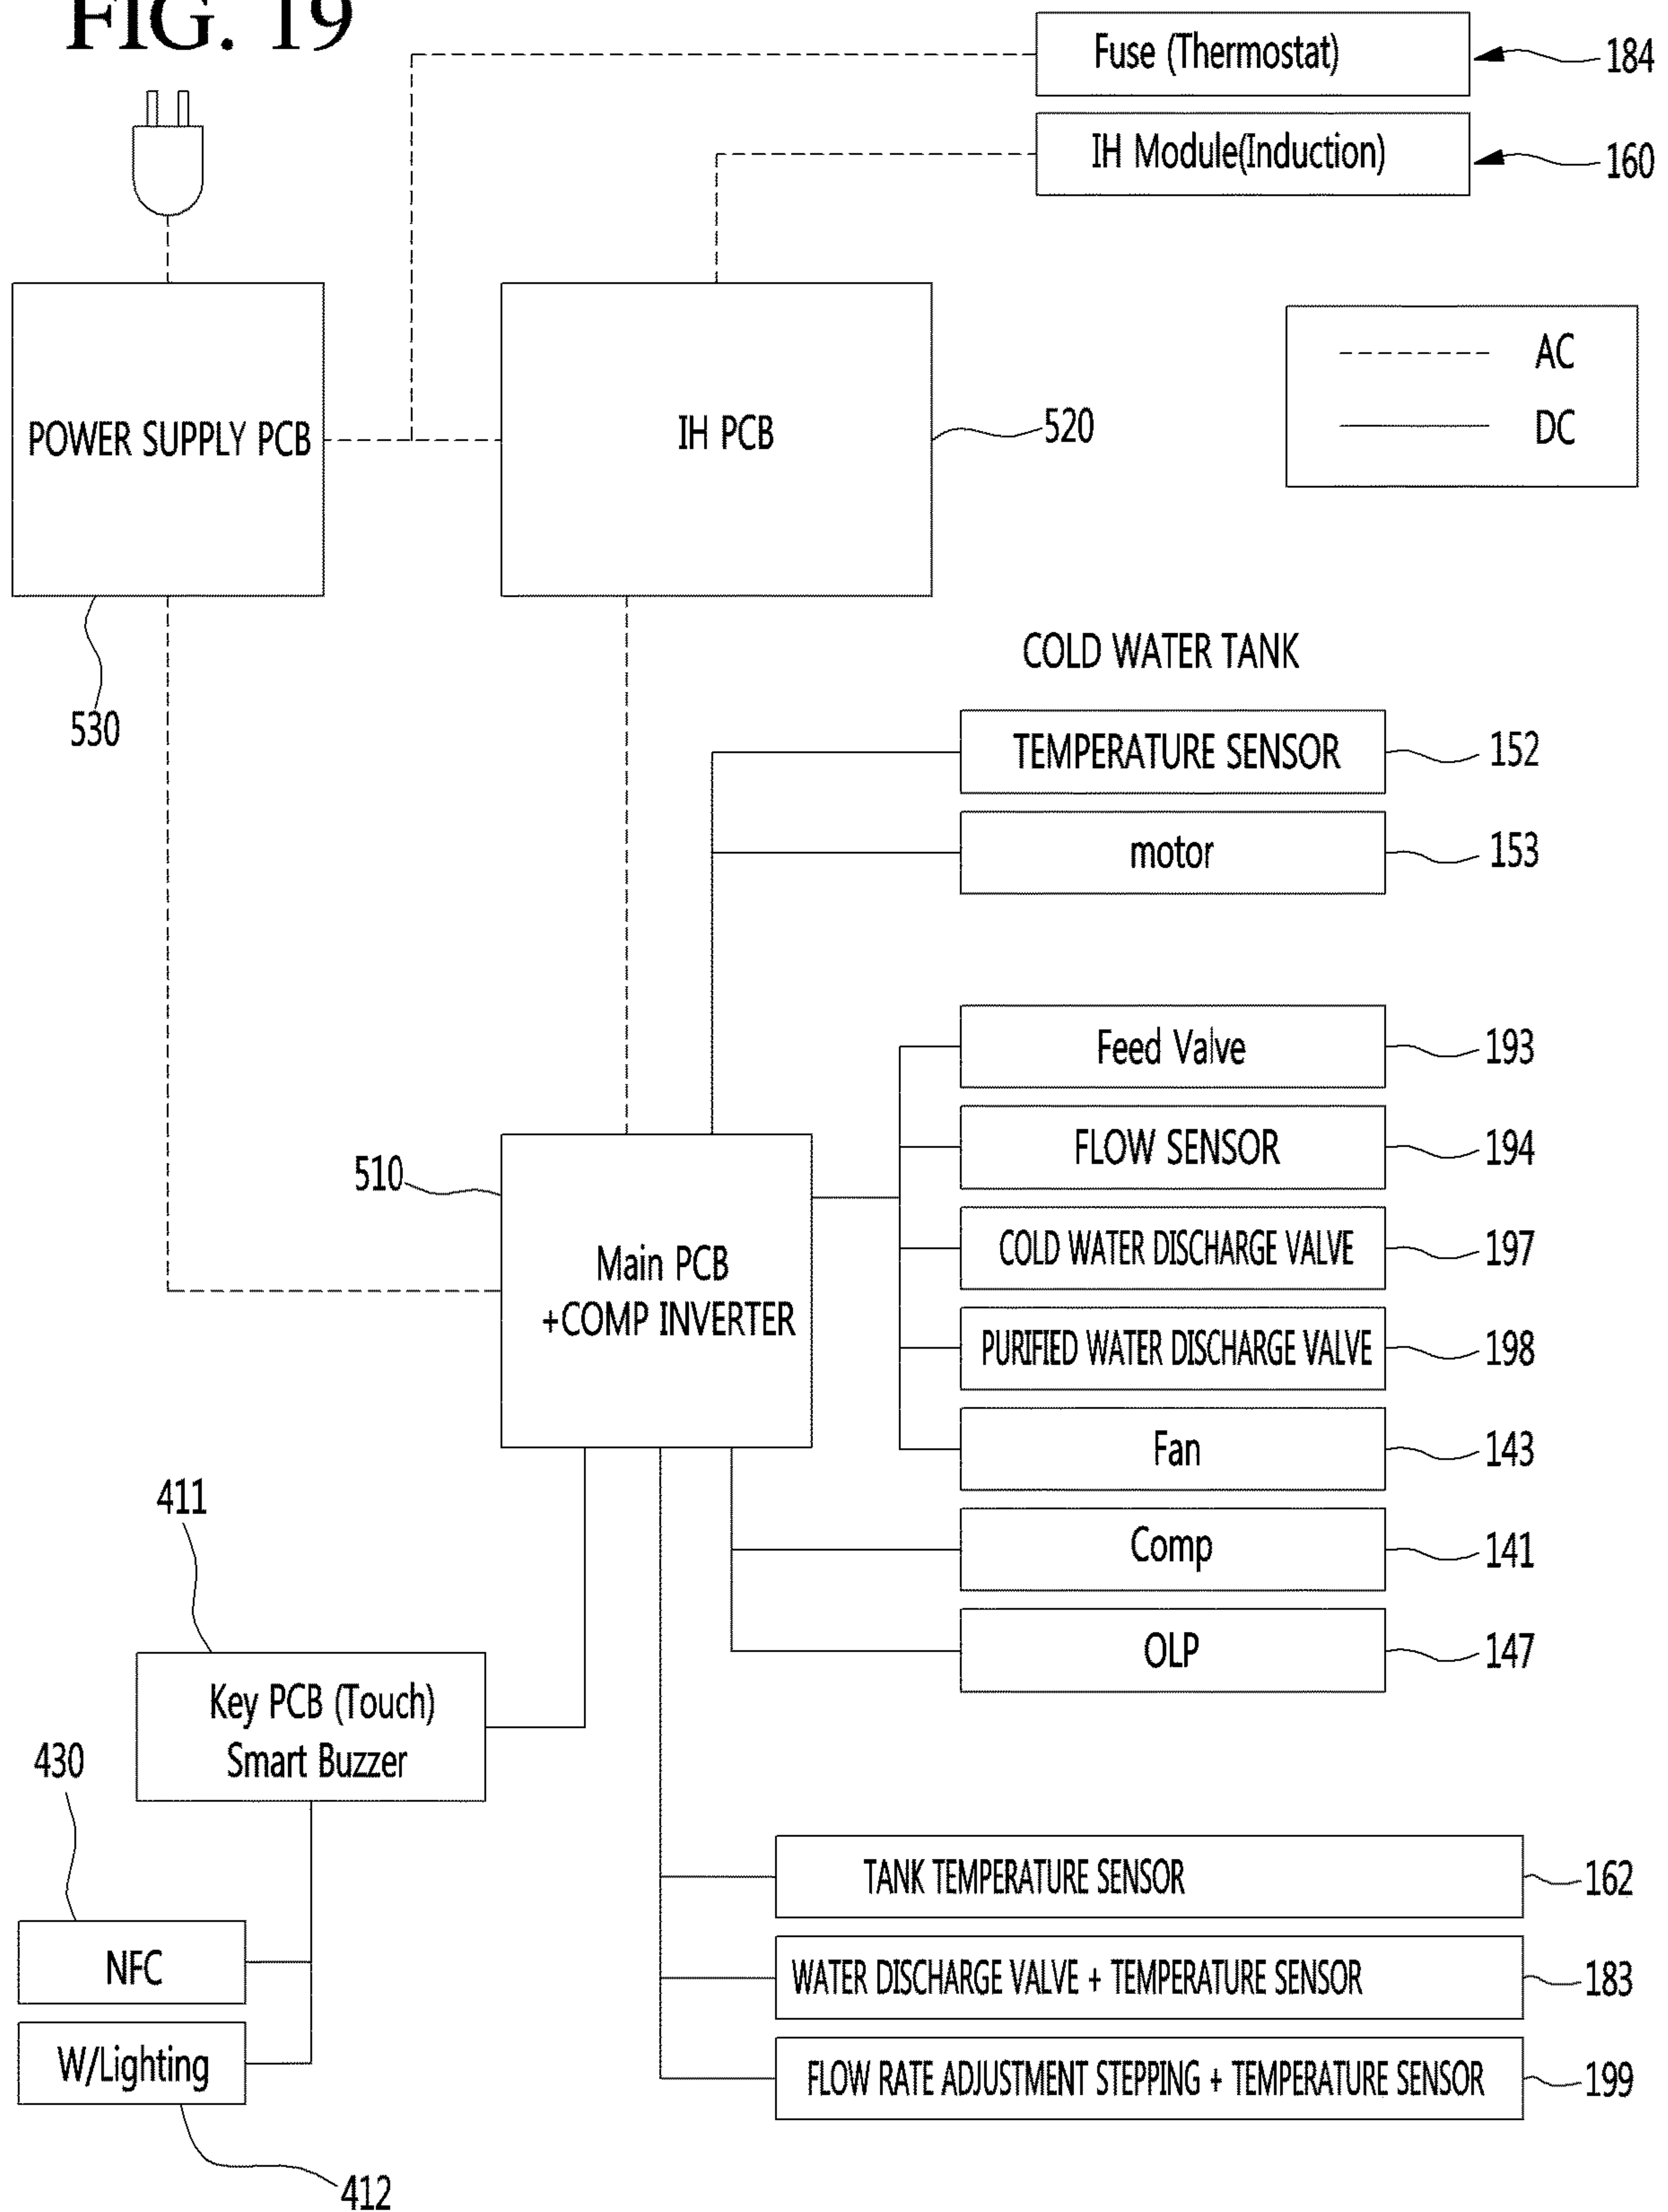 FIG. 19
Fuse (Thermostat)
184
IH Module(Induction)
160
AC
DC
POWER SUPPLY PCB
IH PCB
520
530
COLD WATER TANK
TEMPERATURE SENSOR
152
motor
153
Feed Valve
193
FLOW SENSOR
194
510
COLD WATER DISCHARGE VALVE
197
Main PCB
+COMP INVERTER
PURIFIED WATER DISCHARGE VALVE
198
Fan
143
411
Comp
141
OLP
147
Key PCB (Touch)
Smart Buzzer
430
TANK TEMPERATURE SENSOR
162
NFC
WATER DISCHARGE VALVE + TEMPERATURE SENSOR
183
W/Lighting
FLOW RATE ADJUSTMENT STEPPING + TEMPERATURE SENSOR
199
412